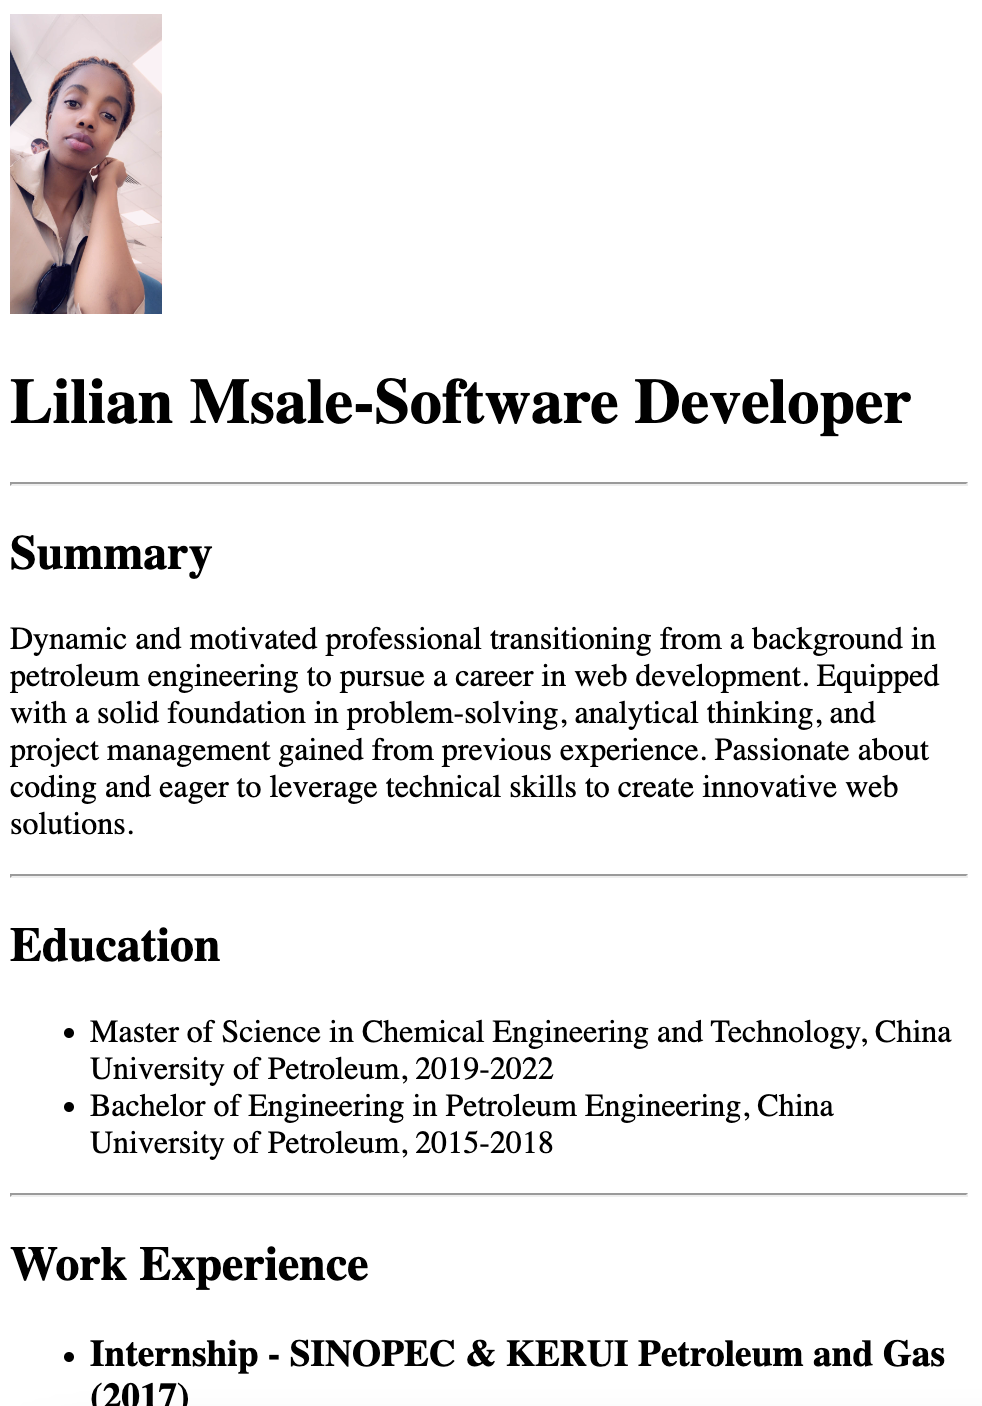 Lilian Msale-Software Developer
Summary
Dynamic and motivated professional transitioning from a background in
petroleum engineering to pursue a career in web development. Equipped
with a solid foundation in problem-solving, analytical thinking, and
project management gained from previous experience. Passionate about
coding and eager to leverage technical skills to create innovative web
solutions.
Education
• Master of Science in Chemical Engineering and Technology, China
University of Petroleum, 2019-2022
• Bachelor of Engineering in Petroleum Engineering, China
University of Petroleum, 2015-2018
Work Experience
• Internship - SINOPEC & KERUI Petroleum and Gas
(2017)